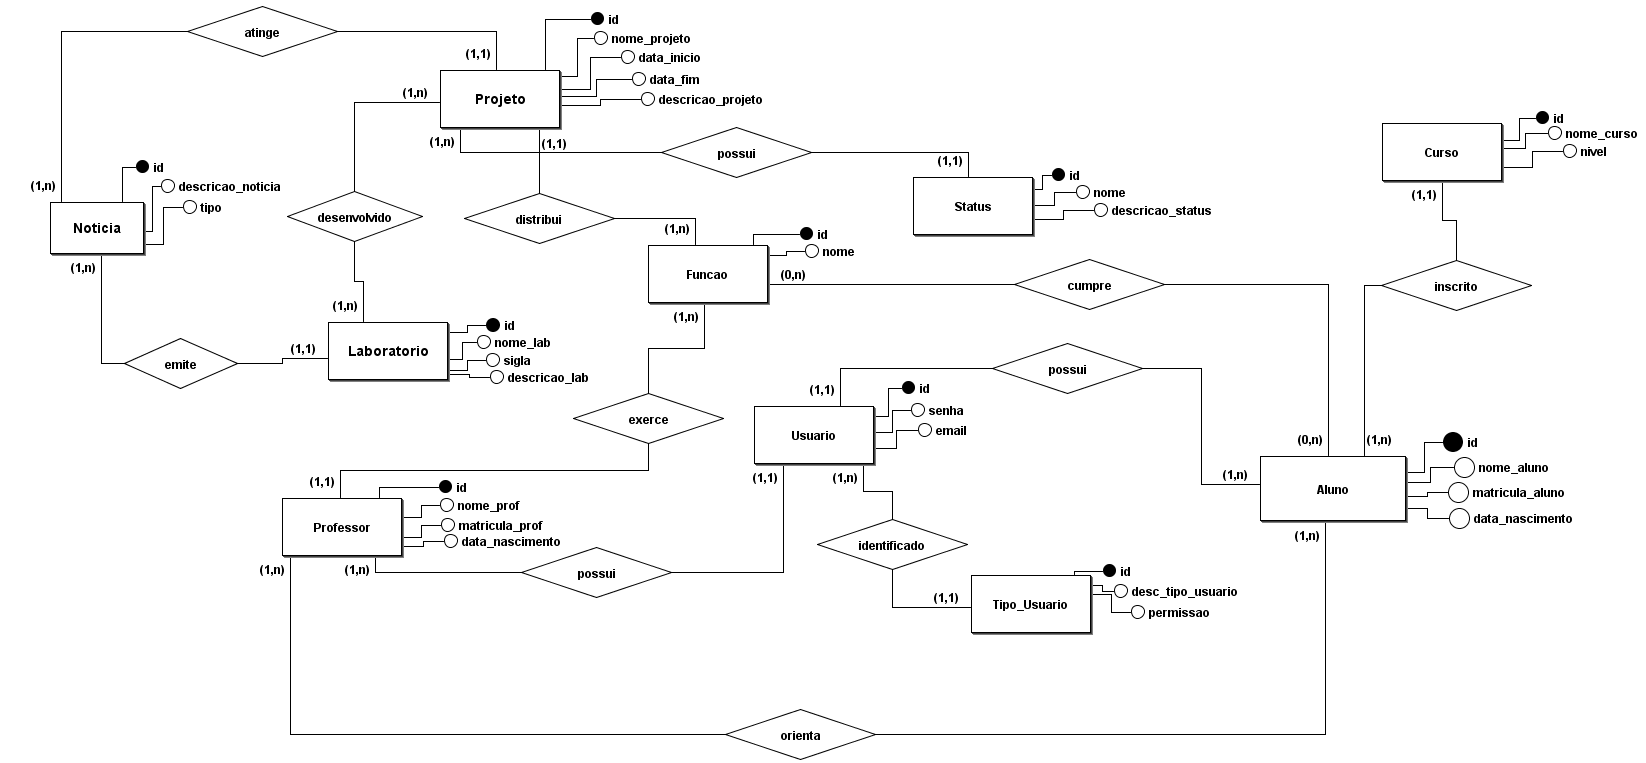 atinge
(1,1)
id
nome_projeto
data_inicio
data_fim
descricao_projeto
Projeto
(1,n)
(1,n)
(1,1)
possui
(1,1)
id
nome
descricao_status
Status
id
nome_curso
nivel
Curso
(1,1)
inscrito
(1,n)
id
descricao_noticia
tipo
(1,n)
Noticia
(1,n)
desenvolvido
distribui
(1,n)
id
nome
Funcao
(0,n)
cumpre
(0,n)
(1,n)
(1,n)
id
nome_lab
sigla
descricao_lab
Laboratorio
(1,1)
emite
exerce
(1,1)
possui
(1,1)
id
senha
email
Usuario
(1,n)
id
nome_aluno
matricula_aluno
data_nascimento
Aluno
(1,n)
id
nome_prof
matricula_prof
data_nascimento
Professor
(1,n)
(1,n)
possui
(1,1)
(1,n)
identificado
(1,1)
id
desc_tipo_usuario
permissao
Tipo_Usuario
orienta